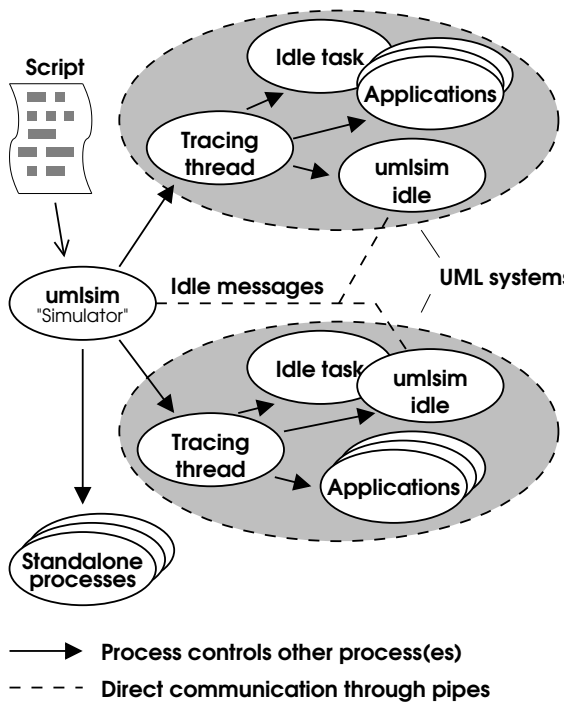 Script
Idle task
Applications
Tracing
thread
umlsim
idle
umlsim
"Simulator"
Idle messages
UML systems
Idle task
umlsim
idle
Tracing
thread
Applications
Standalone
processes
Process controls other process(es)
Direct communication through pipes